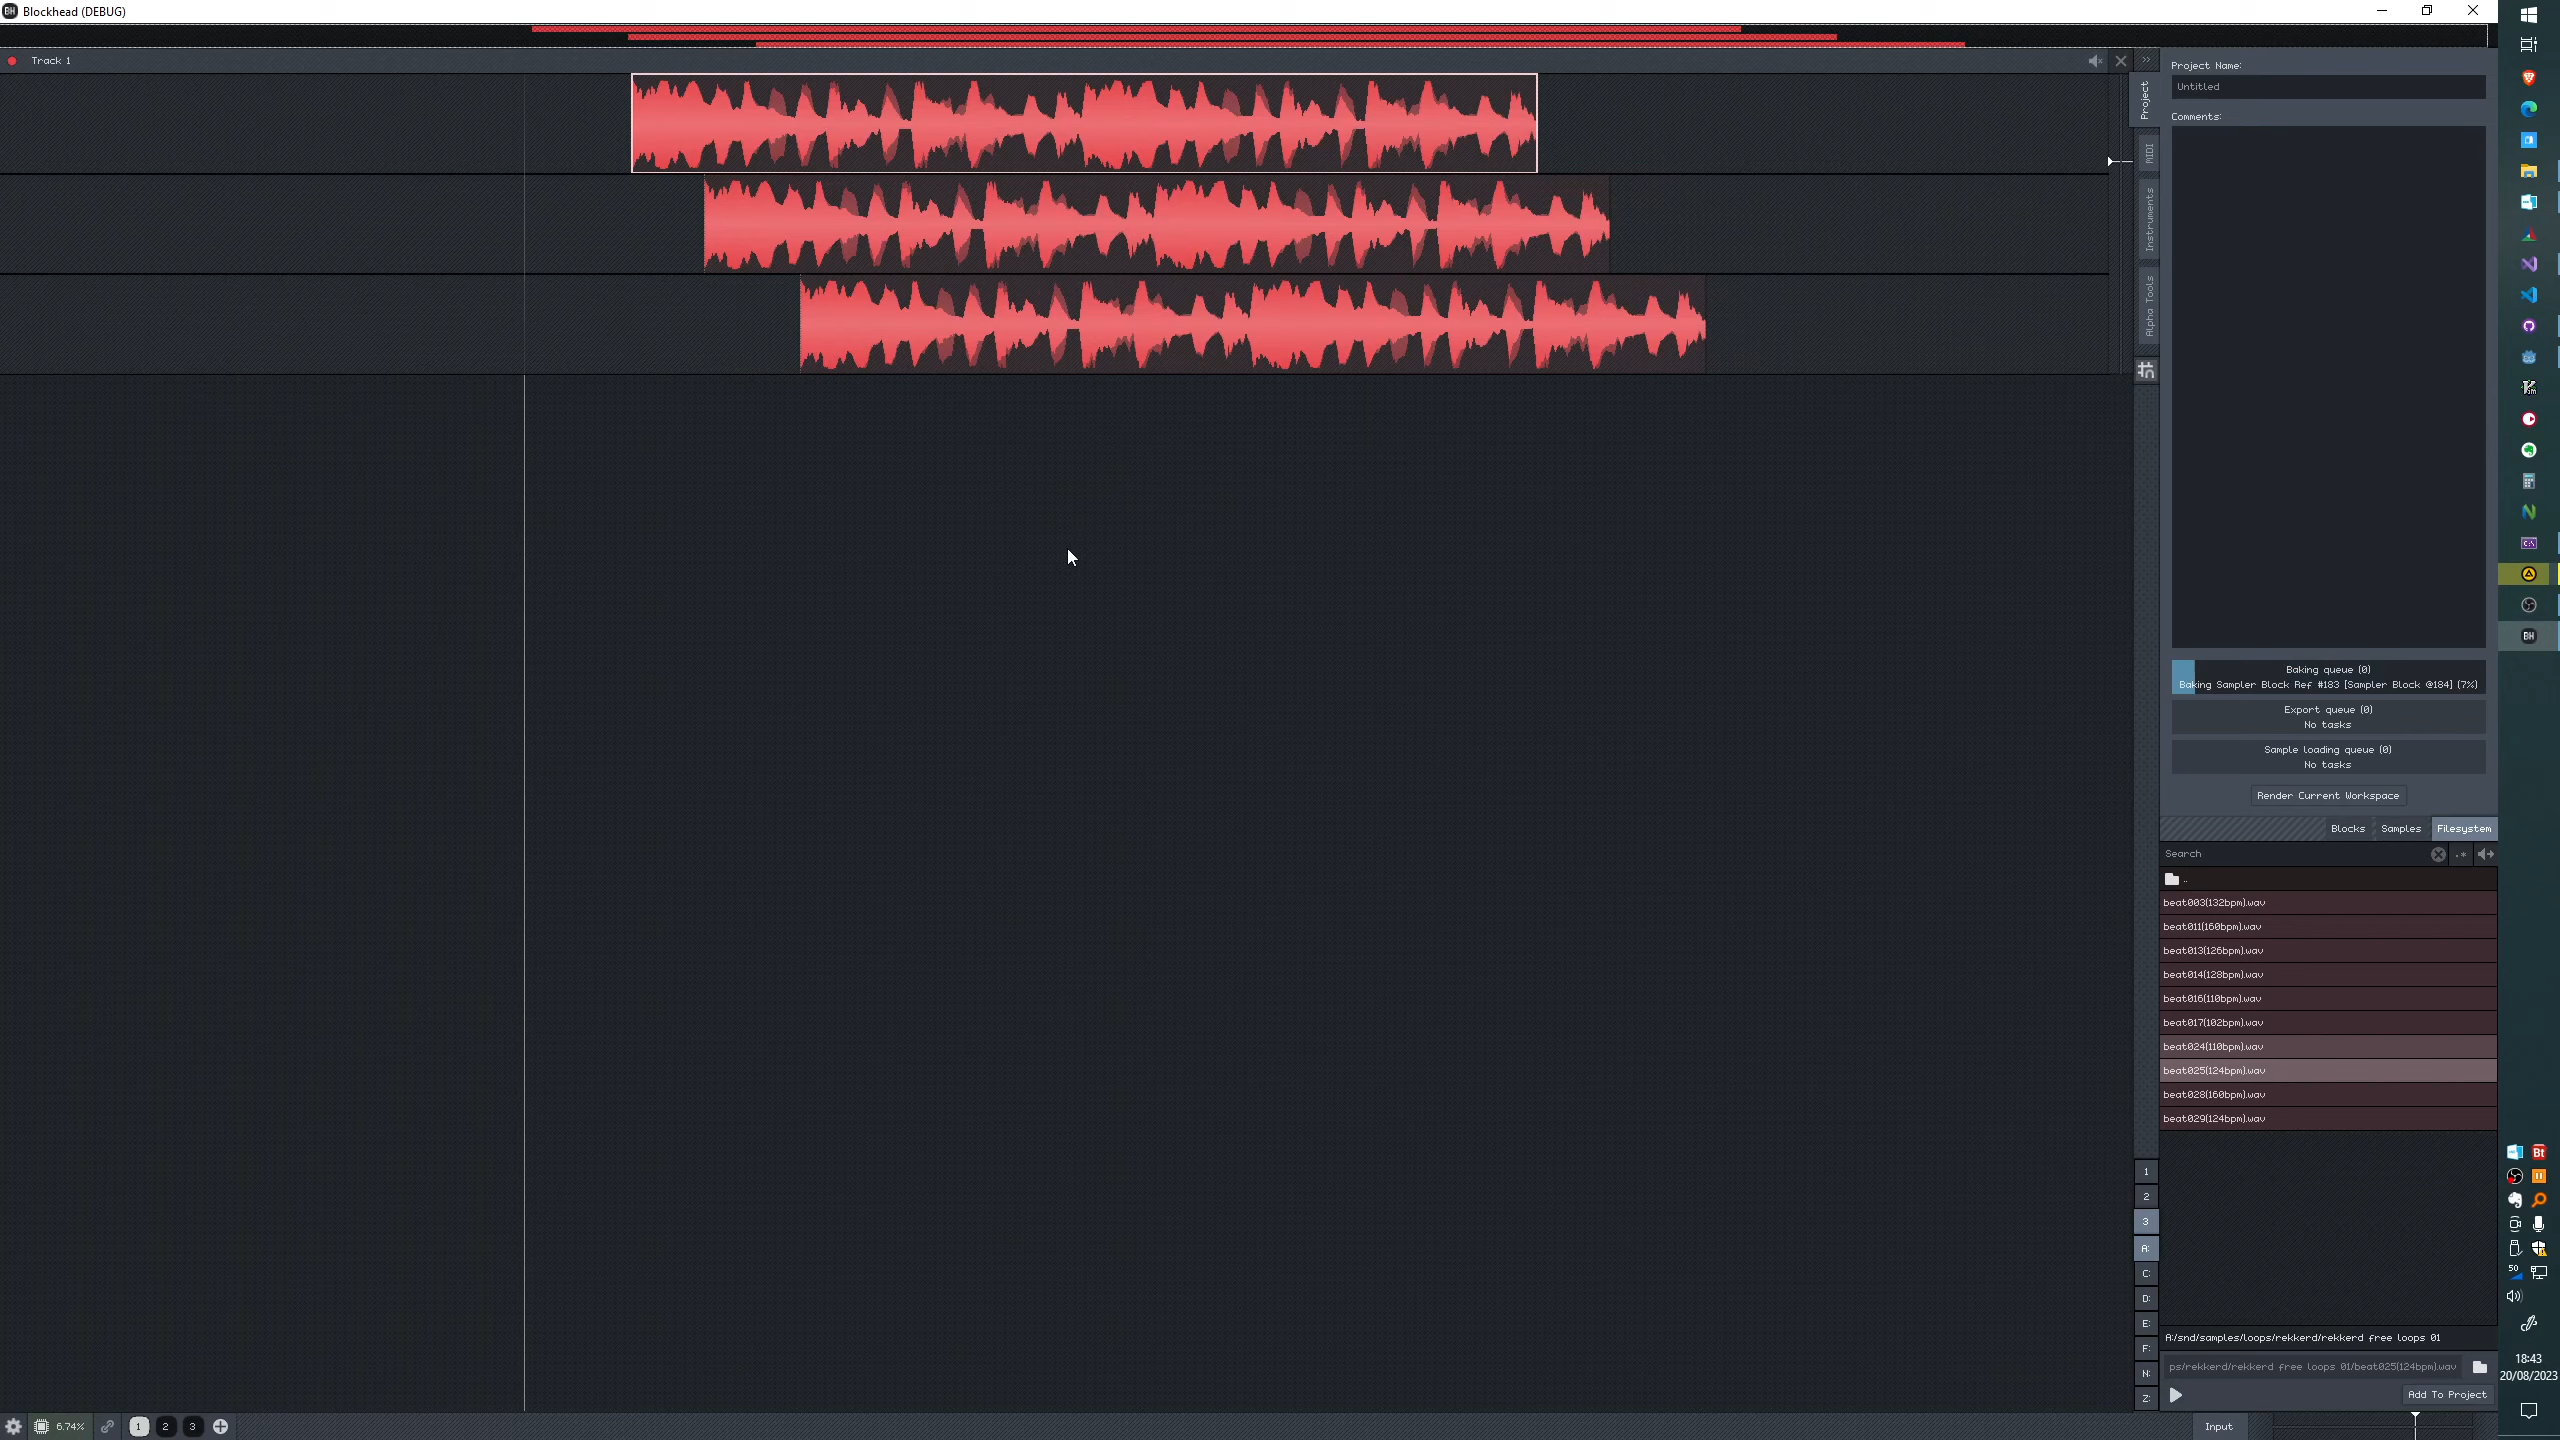 BH Blockhead (DEBUG)
Track 1
Project
MIDI
Instruments
Alpha Tools
Project Name:
Untitled
Comments:
Baking queue (0)
Baking Sampler Block Ref #183 [Sampler Block @184] (7%)
Export queue (0)
No tasks
Sample loading queue (0)
No tasks
Render Current Workspace
Blocks Samples Filesystem
Search .*
..
beat003(132bpm).wav
beat011(160bpm).wav
beat013(126bpm).wav
beat014(128bpm).wav
beat016(110bpm).wav
beat017(102bpm).wav
beat024(110bpm).wav
beat025(124bpm).wav
beat028(160bpm).wav
beat029(124bpm).wav
1
2
3
A:
C:
D:
E:
F:
N:
Z:
A:/snd/samples/loops/rekkerd/rekkerd free loops 01
ps/rekkerd/rekkerd free loops 01/beat025(124bpm).wav
Add To Project
6.74% 1 2 3
Input
BH
Bt
50
18:43
20/08/2023